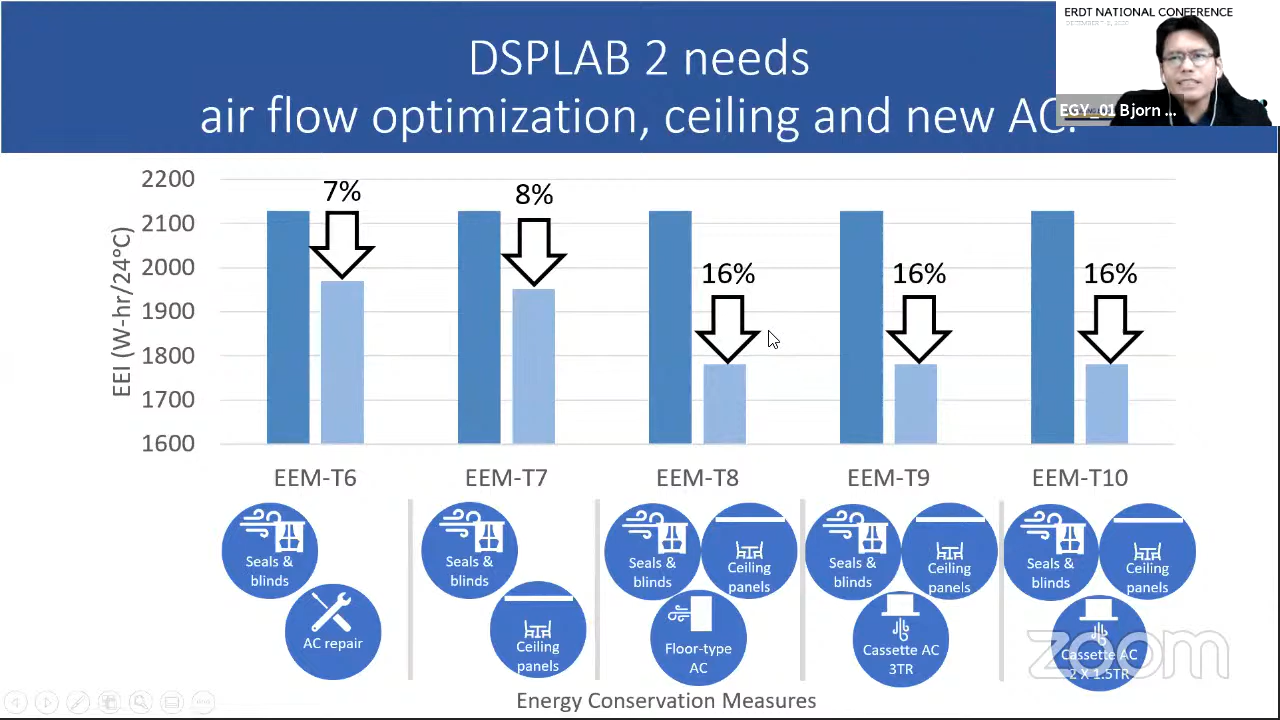 ERDT NATIONAL CONFERENCE
EGY_01 Bjorn ...
DSPLAB 2 needs
air flow optimization, ceiling and new AC.
EEI (W-hr/24°C)
2200
2100
2000
1900
1800
1700
1600
7%
8%
16%
16%
16%
EEM-T6
EEM-T7
EEM-T8
EEM-T9
EEM-T10
Seals &
blinds
AC repair
Seals &
blinds
Ceiling
panels
Seals &
blinds
Ceiling
panels
Floor-type
AC
Seals &
blinds
Ceiling
panels
Cassette AC
3TR
Seals &
blinds
Ceiling
panels
Cassette AC
2 X 1.5TR
zoom
Energy Conservation Measures